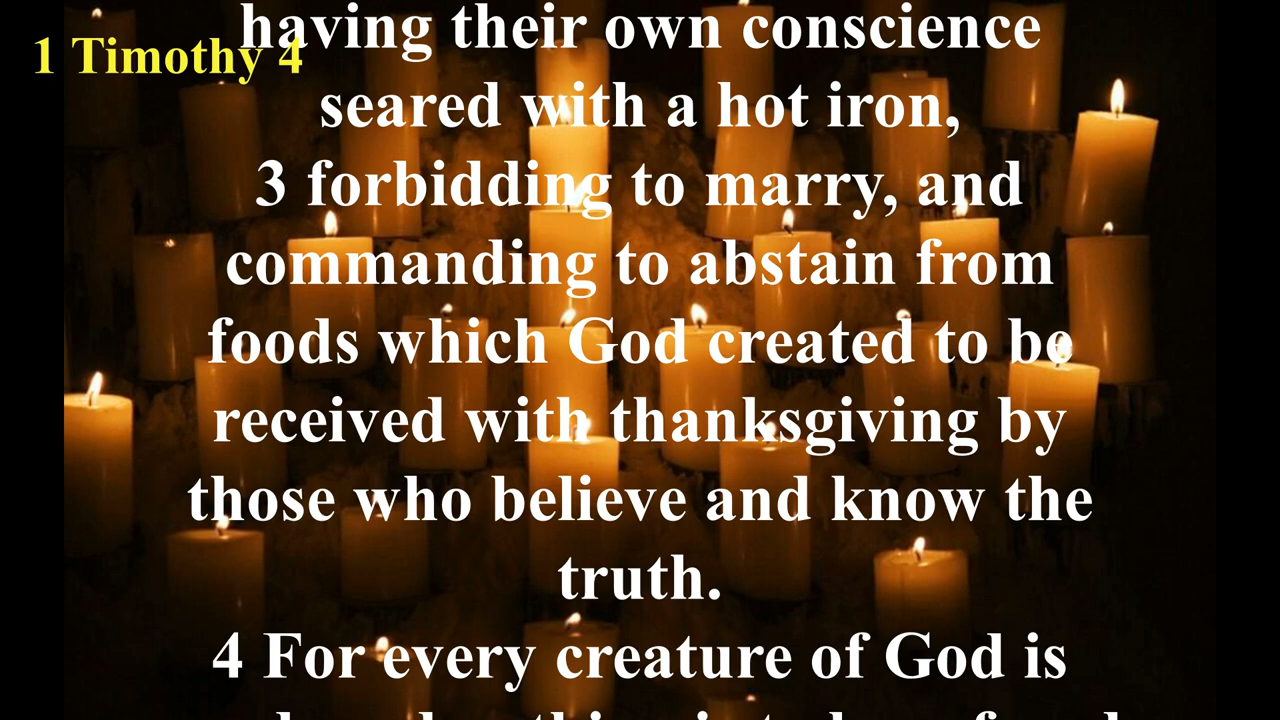 1 Timothy 4
having their own conscience
seared with a hot iron,
3 forbidding to marry, and
commanding to abstain from
foods which God created to be
received with thanksgiving by
those who believe and know the
truth.
4 For every creature of God is